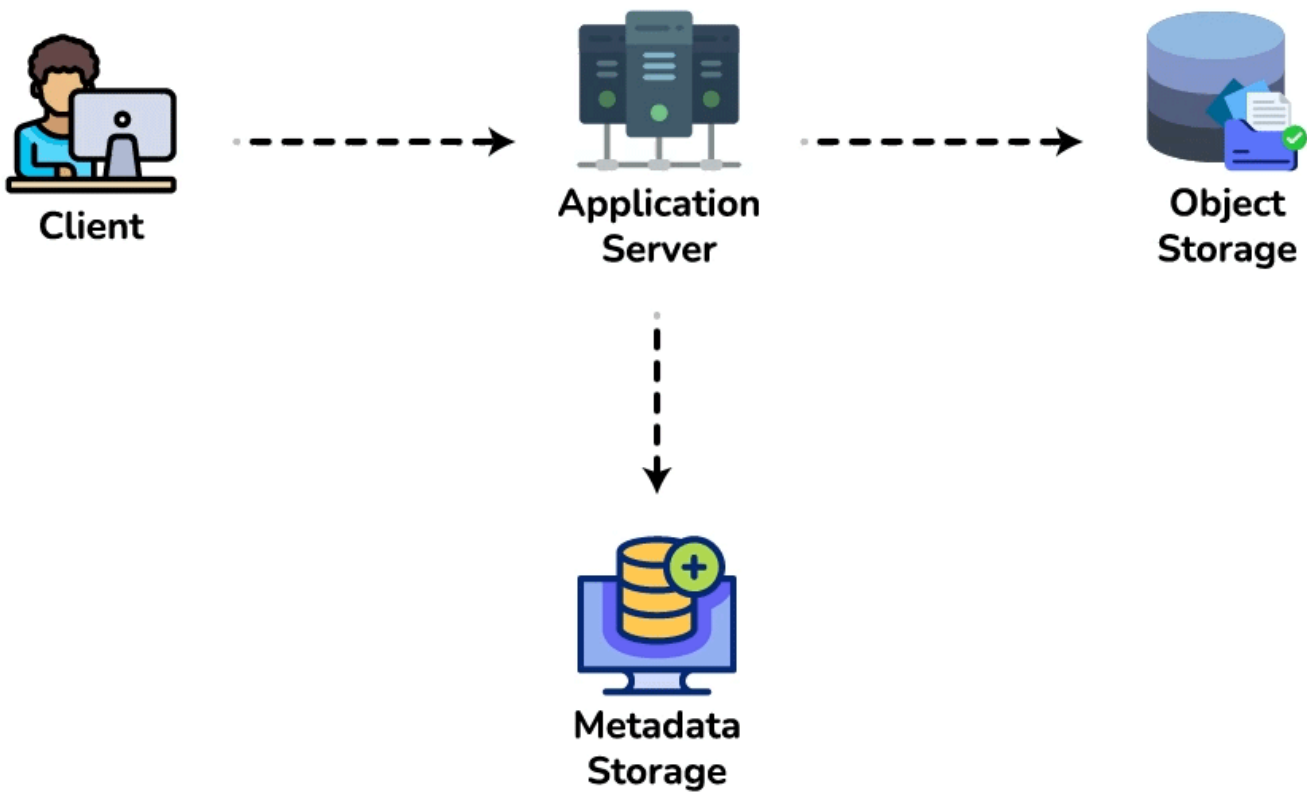 Client
Application
Server
Object
Storage
Metadata
Storage